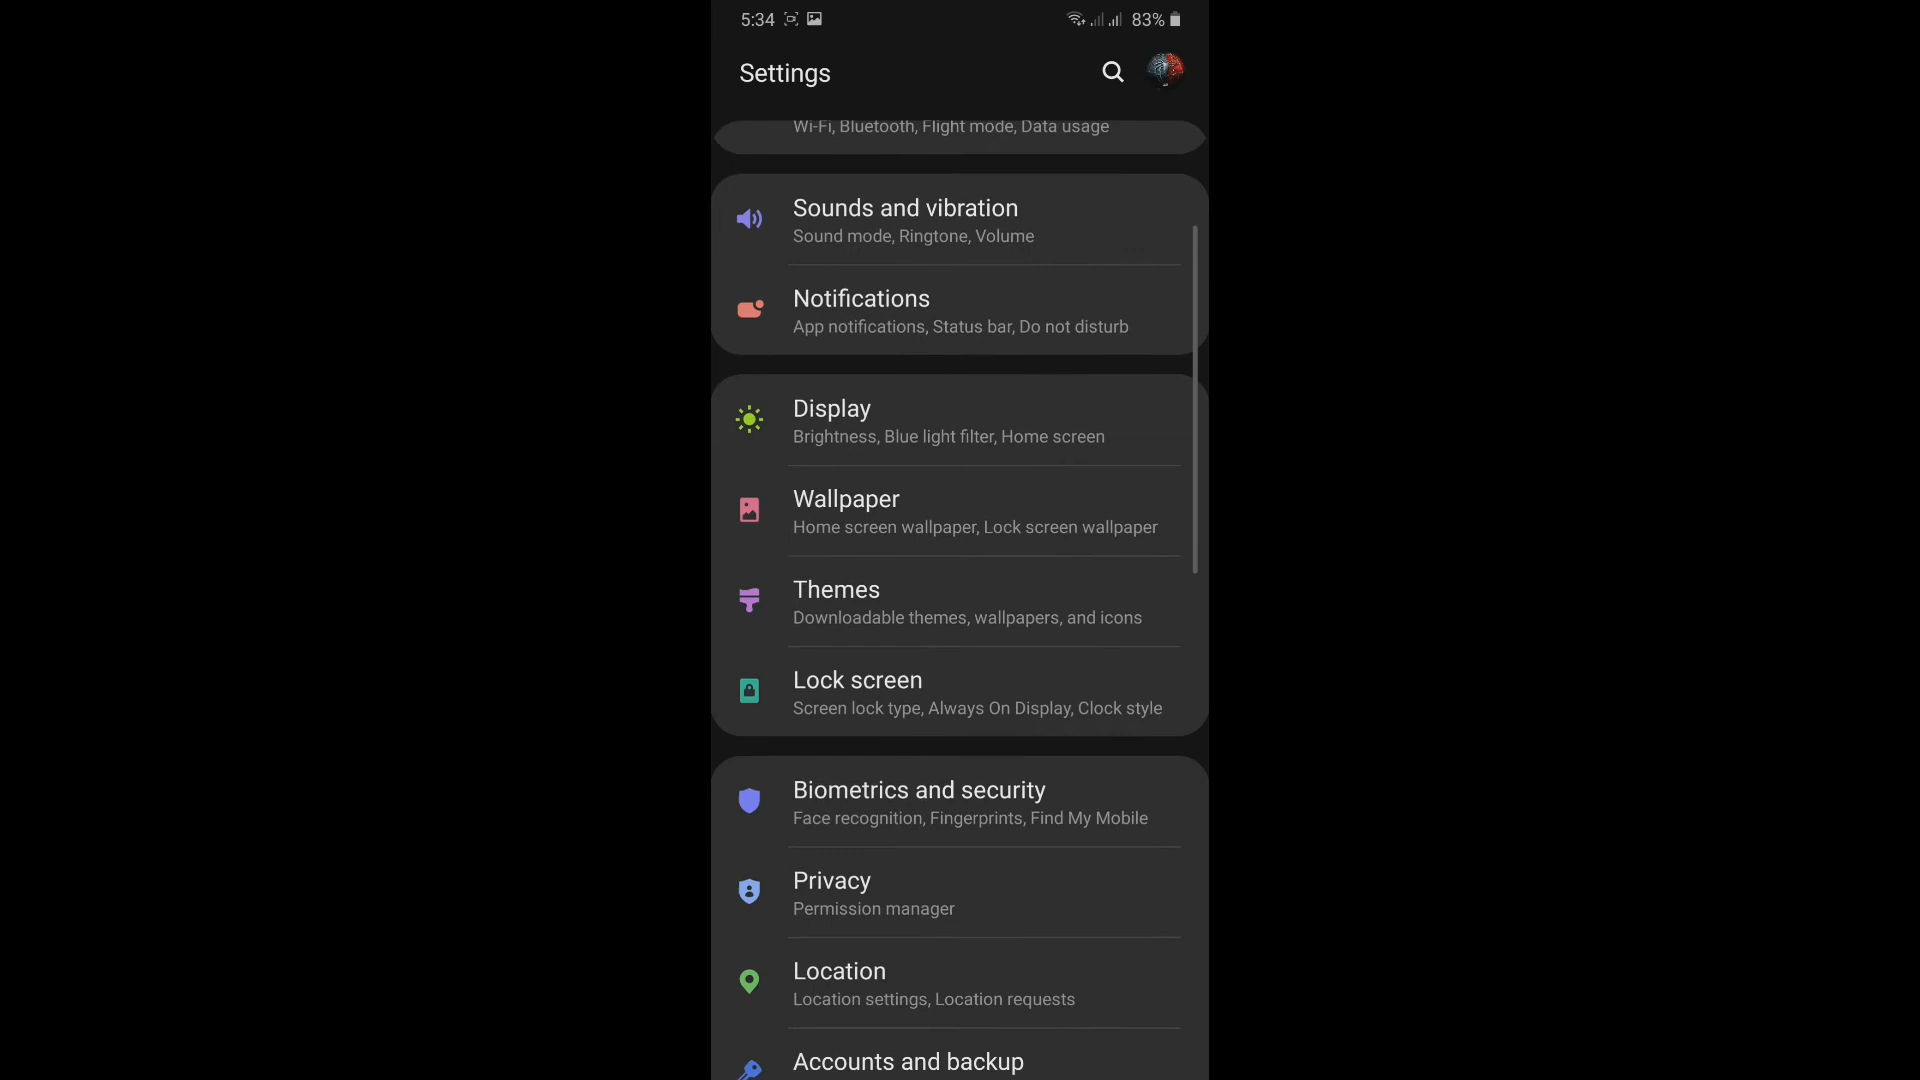 5:34 83%
Settings
Wi-Fi, Bluetooth, Flight mode, Data usage
Sounds and vibration
Sound mode, Ringtone, Volume
Notifications
App notifications, Status bar, Do not disturb
Display
Brightness, Blue light filter, Home screen
Wallpaper
Home screen wallpaper, Lock screen wallpaper
Themes
Downloadable themes, wallpapers, and icons
Lock screen
Screen lock type, Always On Display, Clock style
Biometrics and security
Face recognition, Fingerprints, Find My Mobile
Privacy
Permission manager
Location
Location settings, Location requests
Accounts and backup